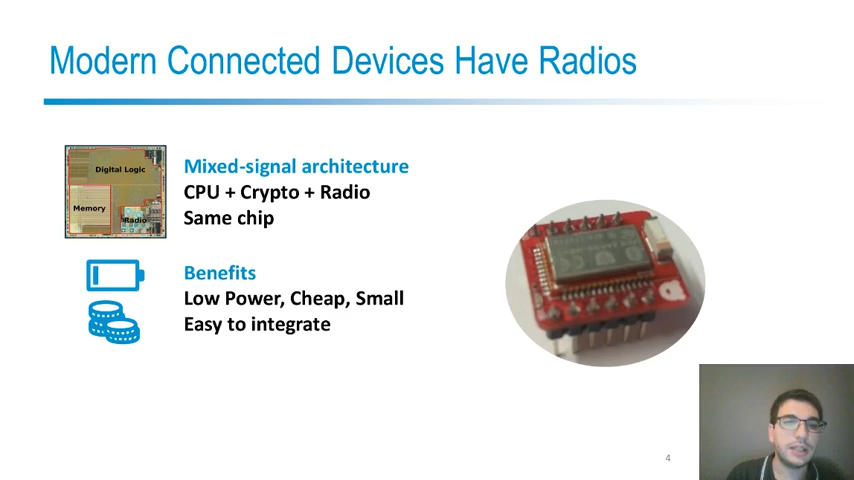 Modern Connected Devices Have Radios
Digital Logic
Memory
Radio
Mixed-signal architecture
CPU + Crypto + Radio
Same chip
Benefits
Low Power, Cheap, Small
Easy to integrate
4